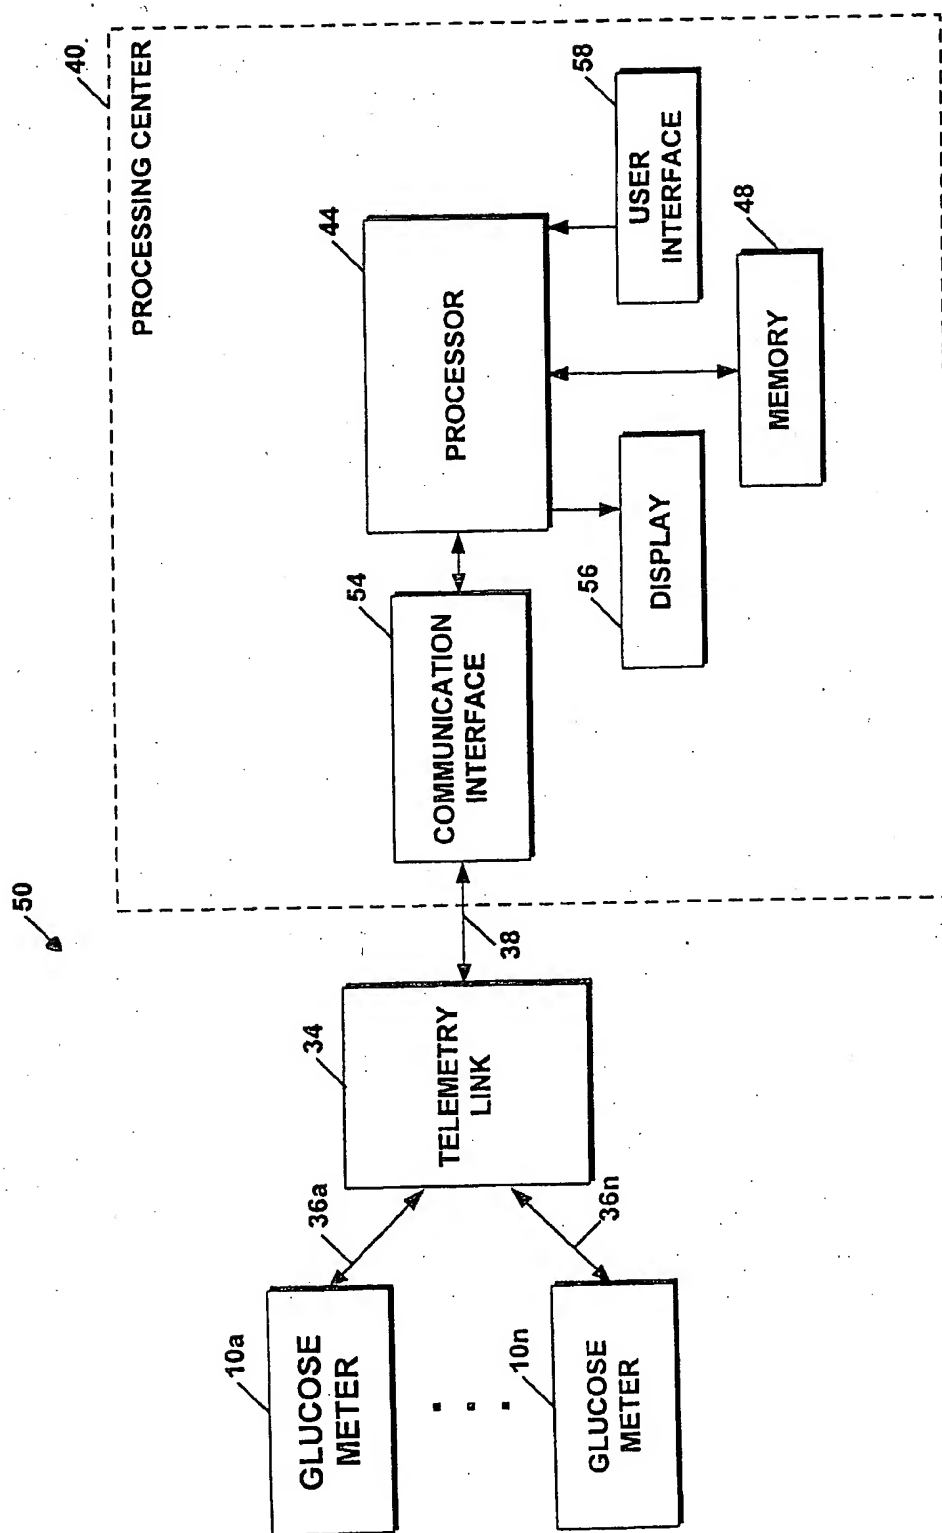 50
40
PROCESSING CENTER
10a
GLUCOSE
METER
36a
34
TELEMETRY
LINK
38
54
COMMUNICATION
INTERFACE
44
PROCESSOR
58
USER
INTERFACE
56
DISPLAY
48
MEMORY
10n
GLUCOSE
METER
36n